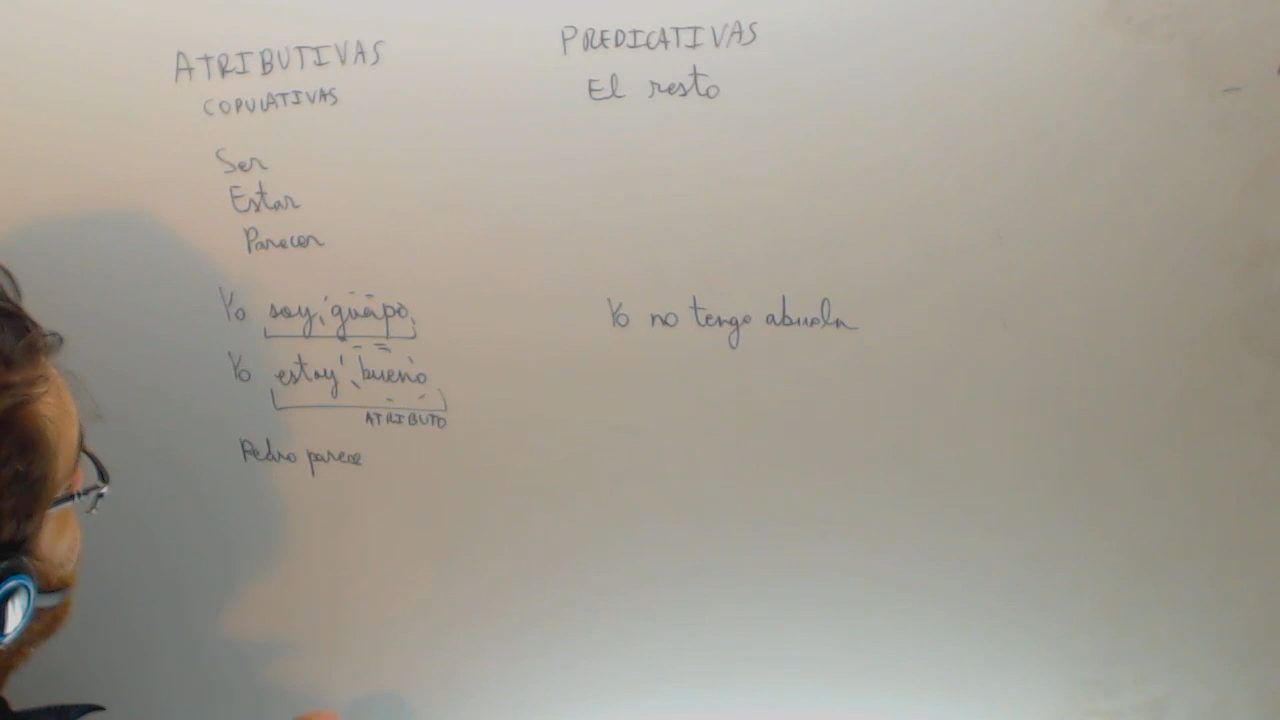 ATRIBUTIVAS
COPULATIVAS
Ser
Estar
Parecer
Yo soy guapo
Yo estoy bueno
ATRIBUTO
Pedro parece
PREDICATIVAS
El resto
Yo no tengo abuela